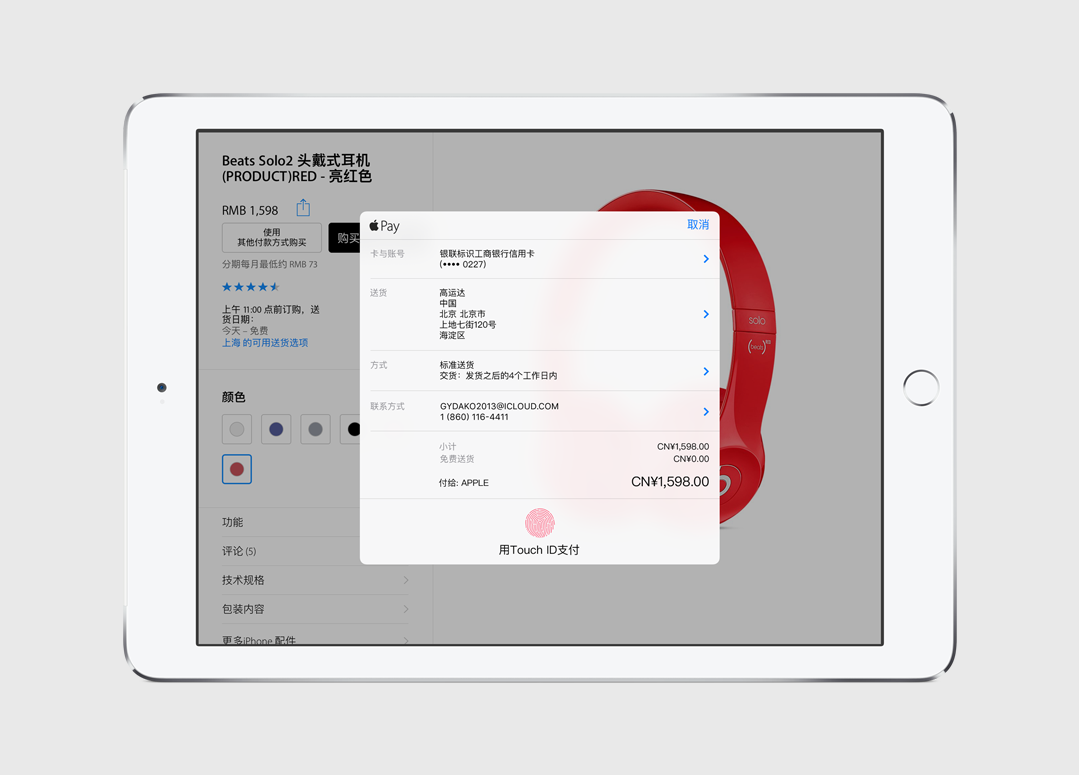 Beats Solo2 头戴式耳机
(PRODUCT)RED - 亮红色
RMB 1,598
使用
其他付款方式购买
购买
分期每月最低约 RMB 73
上午 11:00 点前订购，送
货日期：
今天 – 免费
上海 的可用送货选项
颜色
功能
评论 (5)
技术规格
包装内容
更多iPhone 配件
Pay
取消
卡与账号
银联标识工商银行信用卡
(•••• 0227)
送货
高运达
中国
北京 北京市
上地七街120号
海淀区
方式
标准送货
交货：发货之后的4个工作日内
联系方式
GYDAKO2013@ICLOUD.COM
1 (860) 116-4411
小计
CN¥1,598.00
免费送货
CN¥0.00
付给: APPLE
CN¥1,598.00
用Touch ID支付
solo
(beats)